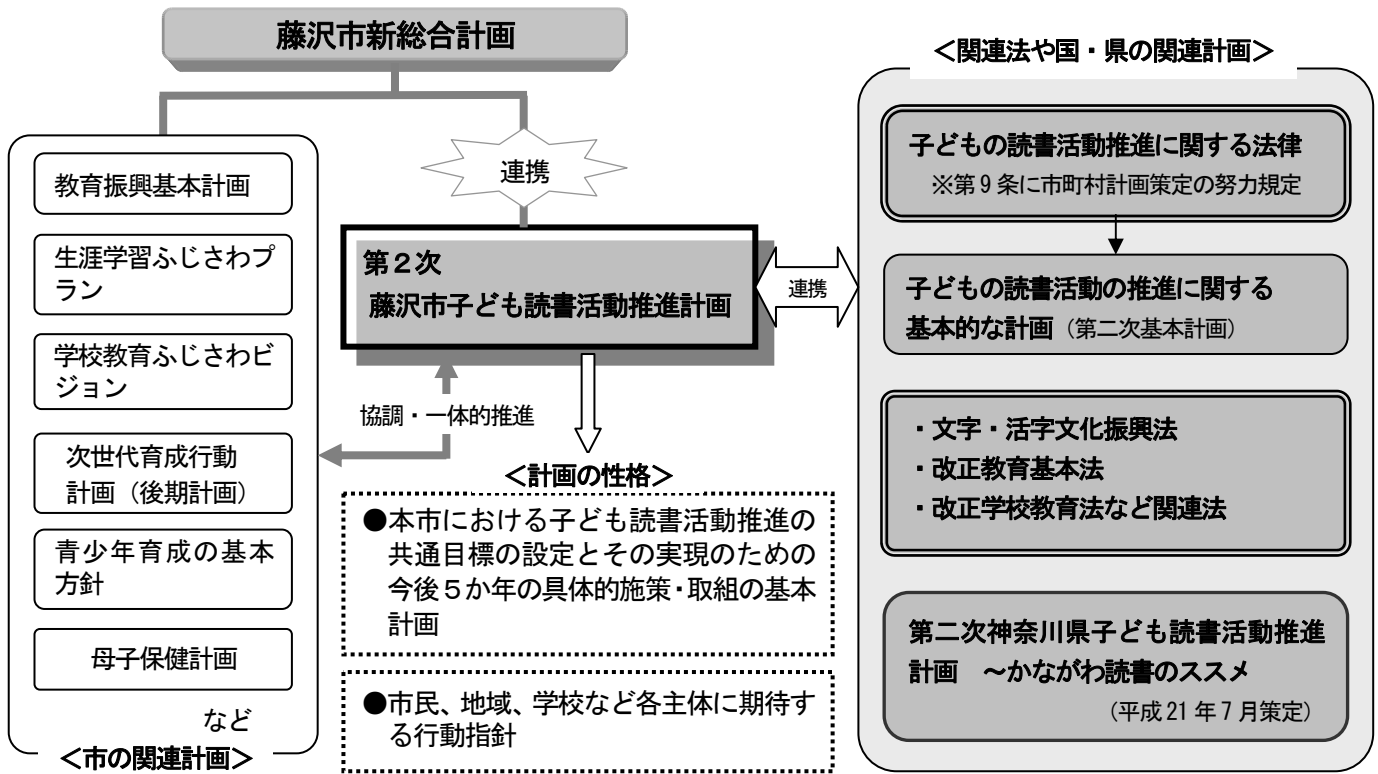 藤沢市新総合計画
連携
教育振興基本計画
生涯学習ふじさわプ
ラン
学校教育ふじさわビ
ジョン
次世代育成行動
計画（後期計画）
青少年育成の基本
方針
母子保健計画
など
＜市の関連計画＞
第２次
藤沢市子ども読書活動推進計画
協調・一体的推進
連携
＜計画の性格＞
●本市における子ども読書活動推進の
共通目標の設定とその実現のための
今後５か年の具体的施策・取組の基本
計画
●市民、地域、学校など各主体に期待す
る行動指針
＜関連法や国・県の関連計画＞
子どもの読書活動推進に関する法律
※第９条に市町村計画策定の努力規定
子どもの読書活動の推進に関する
基本的な計画（第二次基本計画）
・文字・活字文化振興法
・改正教育基本法
・改正学校教育法など関連法
第二次神奈川県子ども読書活動推進
計画　～かながわ読書のススメ
（平成21年７月策定）